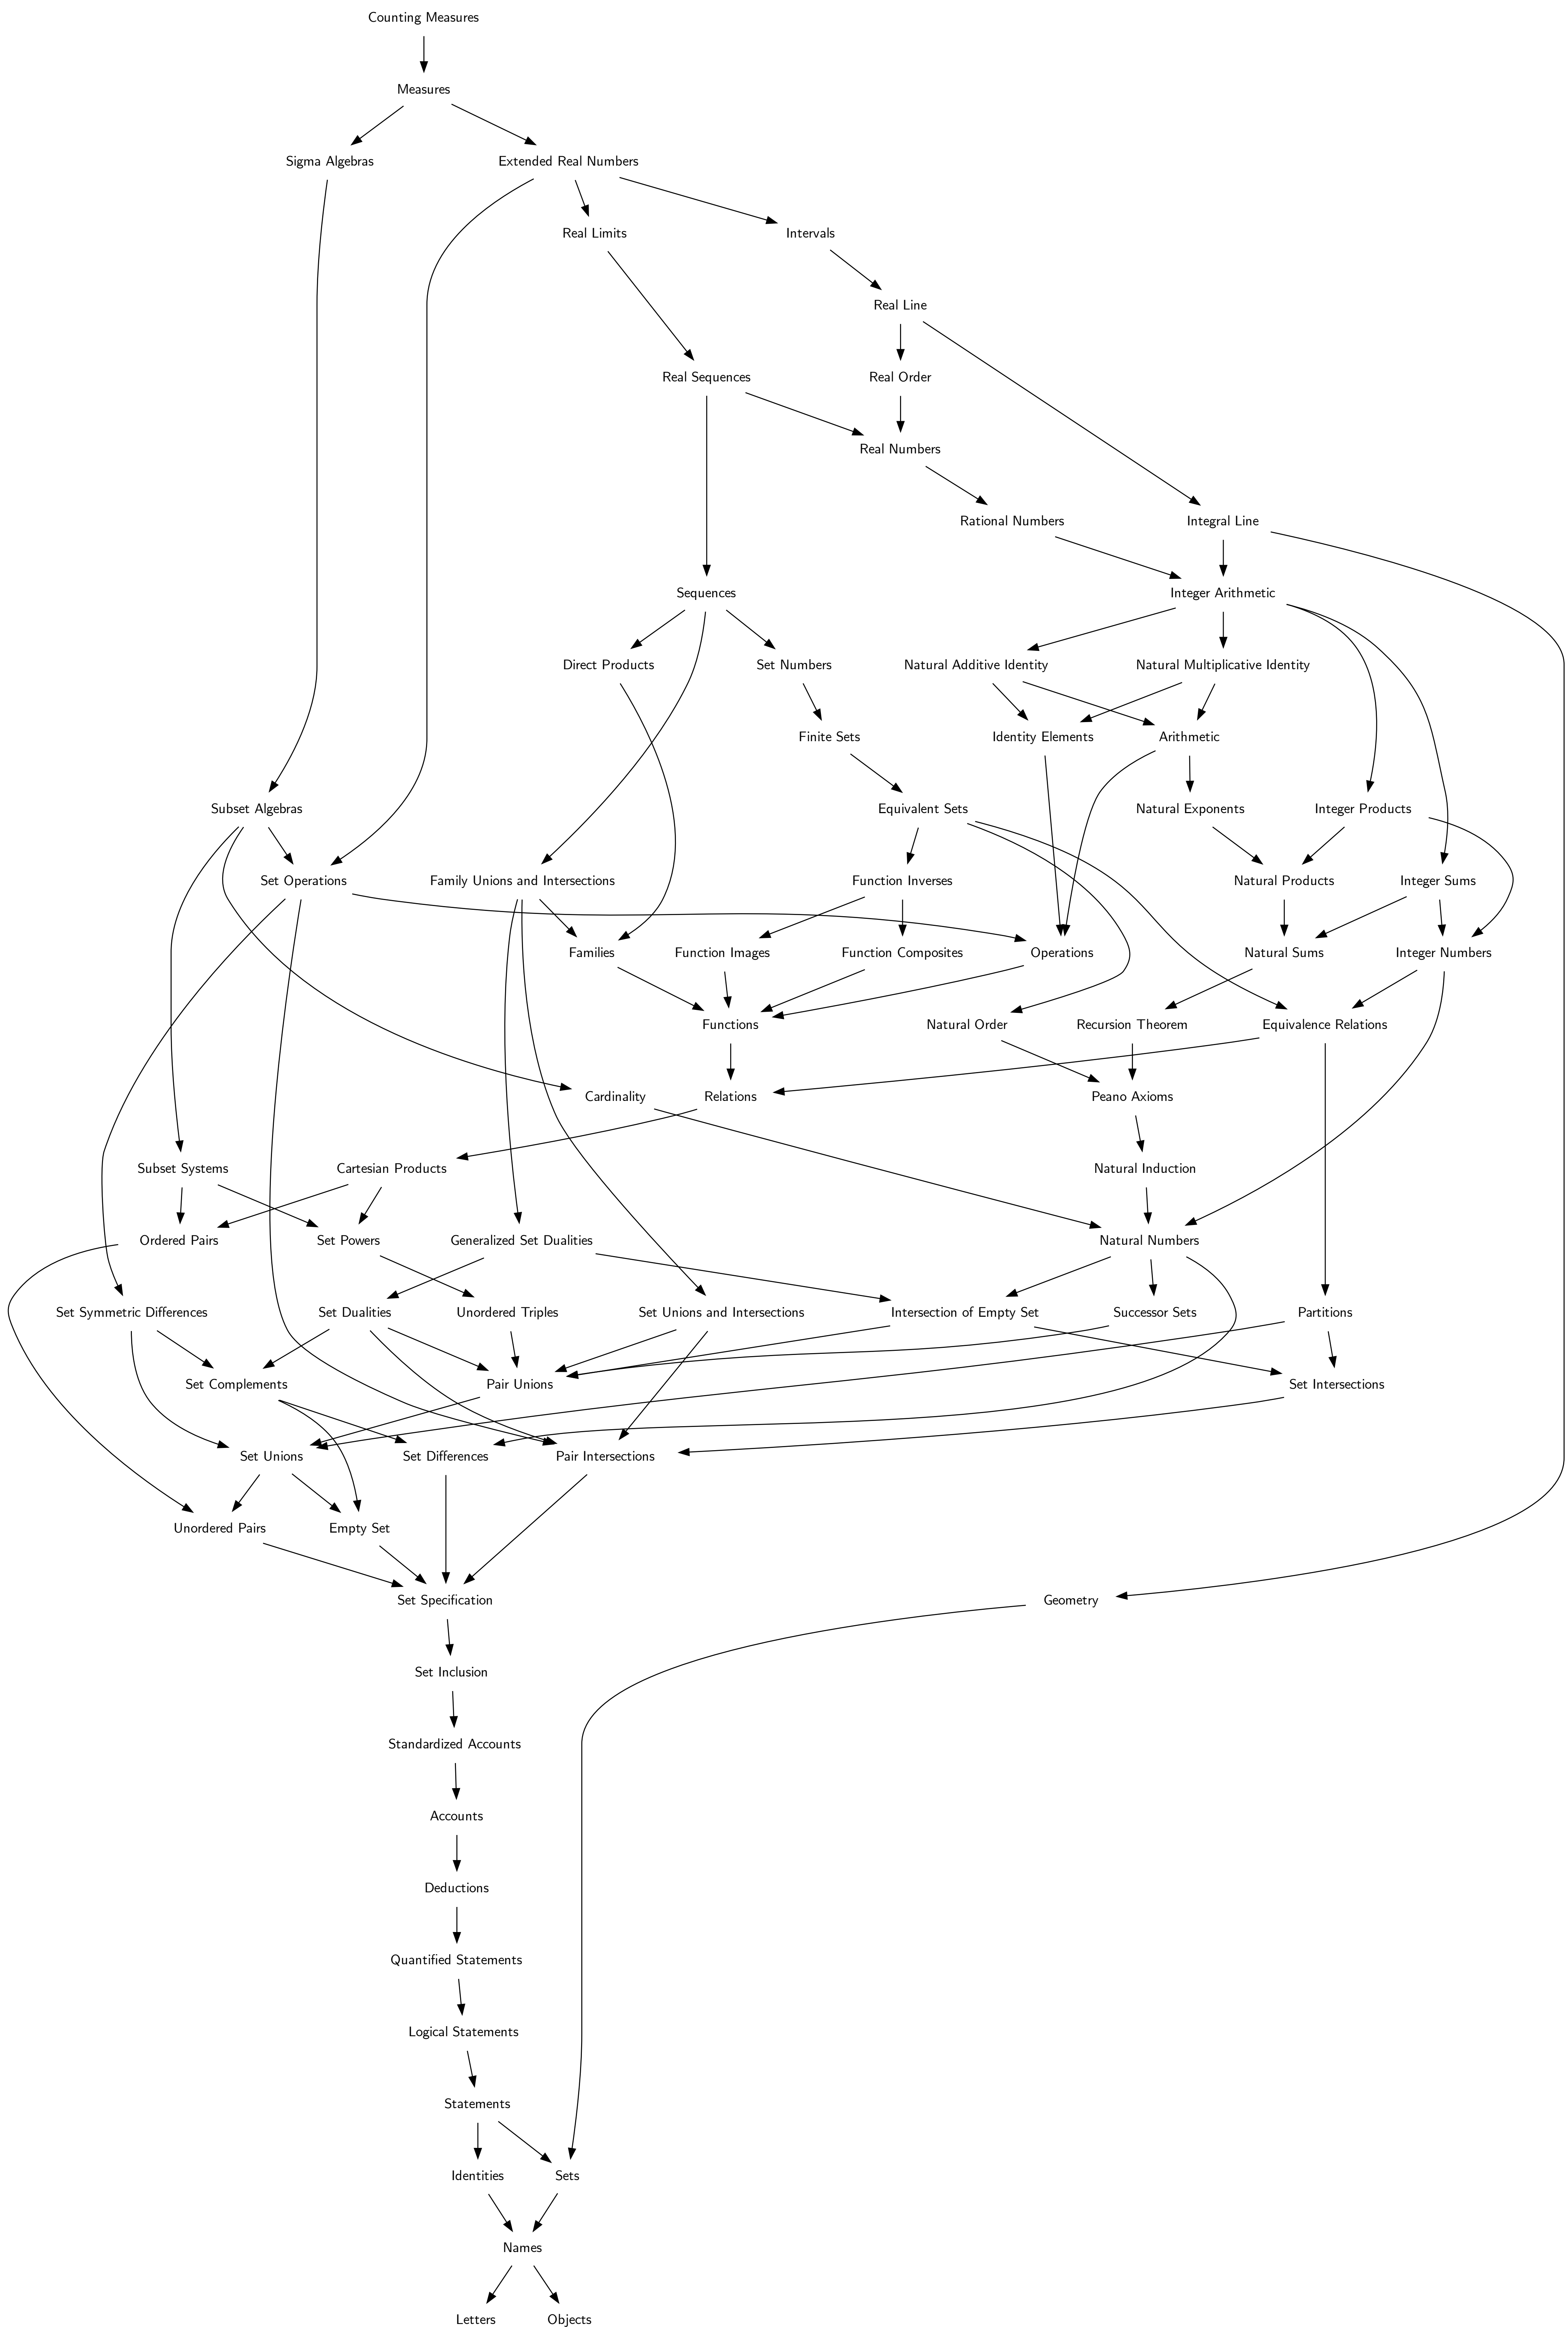 Counting Measures
Measures
Sigma Algebras
Extended Real Numbers
Real Limits
Intervals
Real Line
Real Sequences
Real Order
Real Numbers
Rational Numbers
Integral Line
Sequences
Integer Arithmetic
Direct Products
Set Numbers
Natural Additive Identity
Natural Multiplicative Identity
Finite Sets
Identity Elements
Arithmetic
Subset Algebras
Equivalent Sets
Natural Exponents
Integer Products
Set Operations
Family Unions and Intersections
Function Inverses
Natural Products
Integer Sums
Families
Function Images
Function Composites
Operations
Natural Sums
Integer Numbers
Functions
Natural Order
Recursion Theorem
Equivalence Relations
Cardinality
Relations
Peano Axioms
Subset Systems
Cartesian Products
Natural Induction
Ordered Pairs
Set Powers
Generalized Set Dualities
Natural Numbers
Set Symmetric Differences
Set Dualities
Unordered Triples
Set Unions and Intersections
Intersection of Empty Set
Successor Sets
Partitions
Set Complements
Pair Unions
Set Intersections
Set Unions
Set Differences
Pair Intersections
Unordered Pairs
Empty Set
Set Specification
Geometry
Set Inclusion
Standardized Accounts
Accounts
Deductions
Quantified Statements
Logical Statements
Statements
Identities
Sets
Names
Letters
Objects